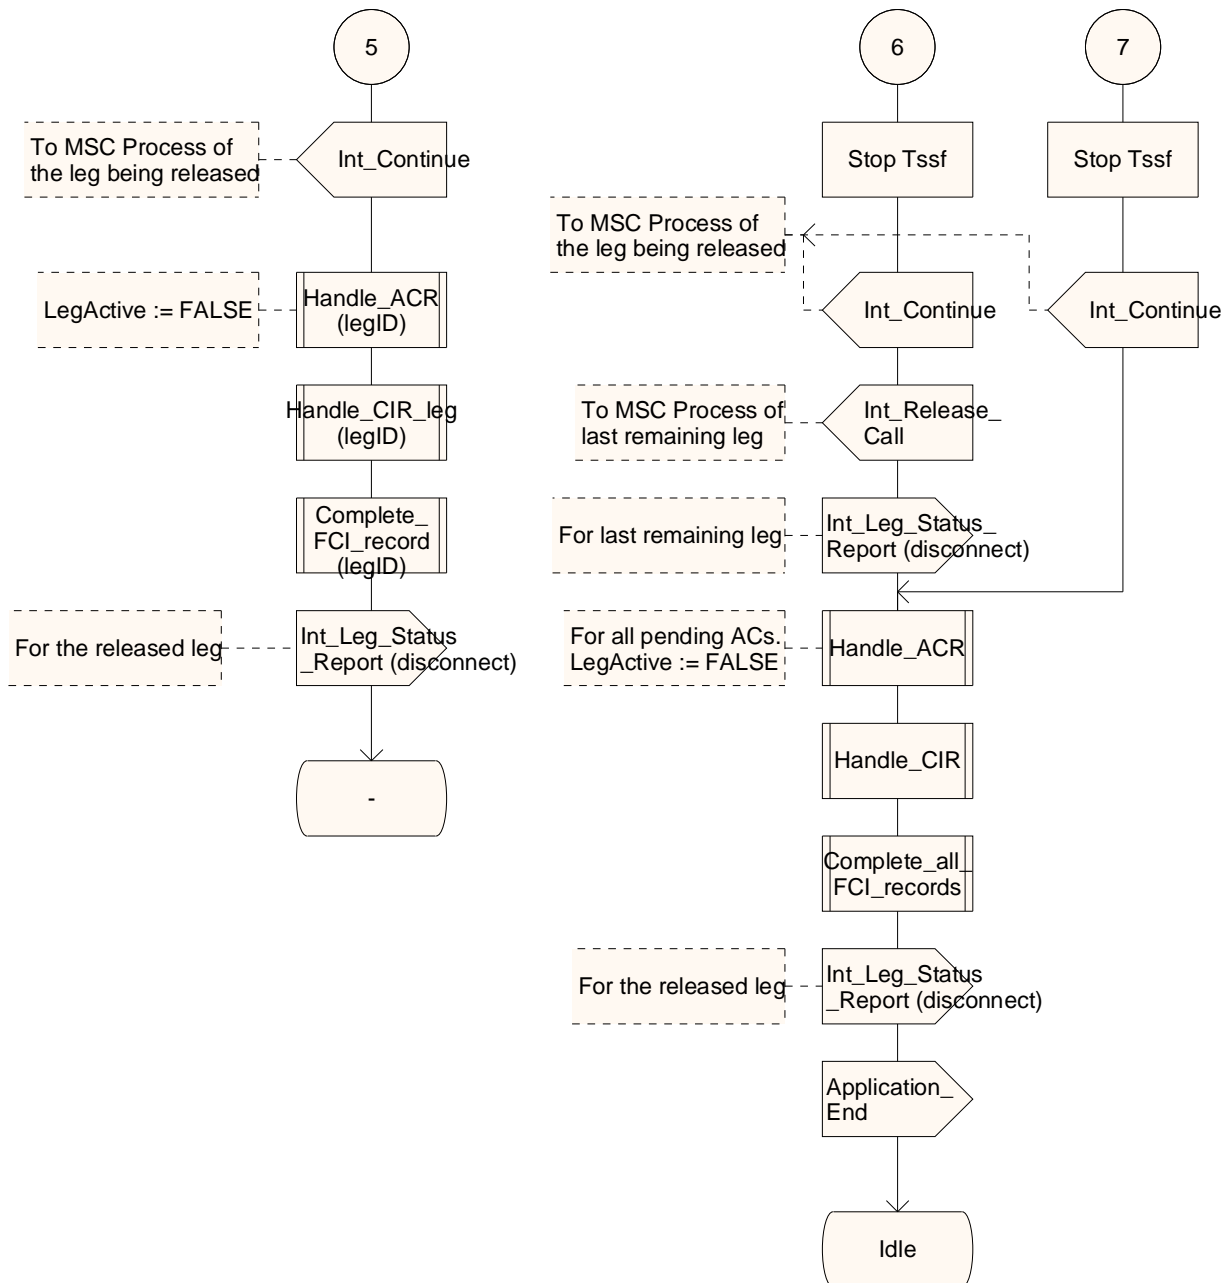 5
To MSC Process of
the leg being released
Int_Continue
LegActive := FALSE
Handle_ACR
(legID)
Handle_CIR_leg
(legID)
Complete_
FCI_record
(legID)
For the released leg
Int_Leg_Status
_Report (disconnect)
-
6
7
Stop Tssf
Stop Tssf
To MSC Process of
the leg being released
Int_Continue
Int_Continue
To MSC Process of
last remaining leg
Int_Release_
Call
For last remaining leg
Int_Leg_Status_
Report (disconnect)
For all pending ACs.
LegActive := FALSE
Handle_ACR
Handle_CIR
Complete_all_
FCI_records
For the released leg
Int_Leg_Status
_Report (disconnect)
Application_
End
Idle